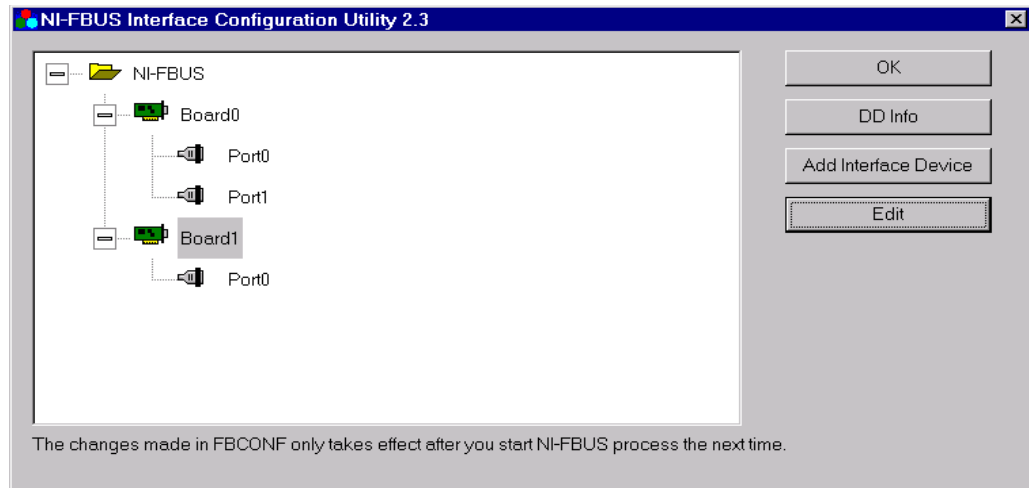 NI-FBUS Interface Configuration Utility 2.3
NI-FBUS
Board0
Port0
Port1
Board1
Port0
OK
DD Info
Add Interface Device
Edit
The changes made in FBCONF only takes effect after you start NI-FBUS process the next time.